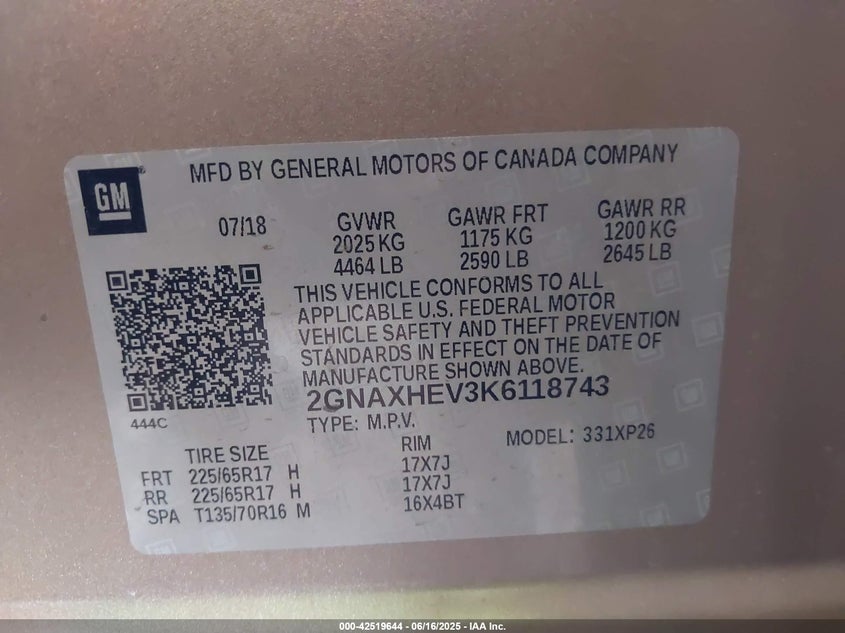 GM
MFD BY GENERAL MOTORS OF CANADA COMPANY
07/18 GVWR GAWR FRT GAWR RR
2025 KG 1175 KG 1200 KG
4464 LB 2590 LB 2645 LB
THIS VEHICLE CONFORMS TO ALL
APPLICABLE U.S. FEDERAL MOTOR
VEHICLE SAFETY AND THEFT PREVENTION
STANDARDS IN EFFECT ON THE DATE OF
MANUFACTURE SHOWN ABOVE.
2GNAXHEV3K6118743
444C
TYPE: M.P.V. MODEL: 331XP26
TIRE SIZE RIM
FRT 225/65R17 H 17X7J
RR 225/65R17 H 17X7J
SPA T135/70R16 M 16X4BT
000-42519644 - 06/16/2025 - IAA Inc.